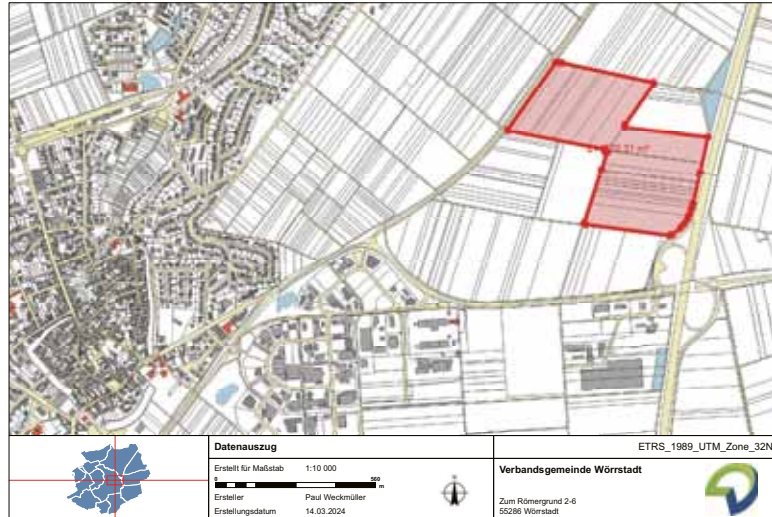 Datenauszug
Erstellt für Maßstab 1:10 000
0 560
m
Ersteller Paul Weckmüller
Erstellungsdatum 14.03.2024
ETRS_1989_UTM_Zone_32N
Verbandsgemeinde Wörrstadt
Zum Römergrund 2-6
55286 Wörrstadt